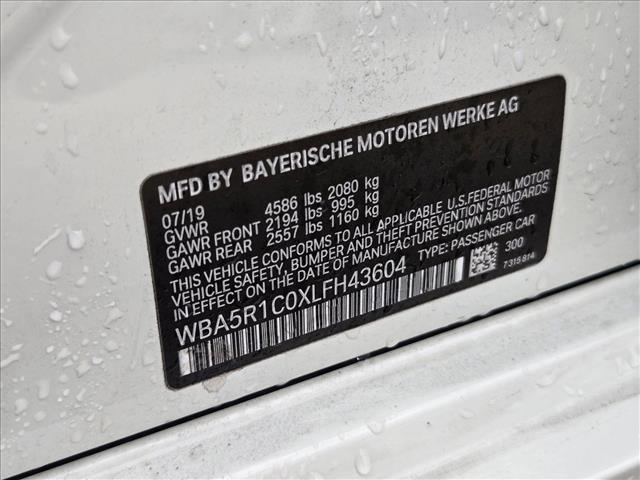 MFD BY BAYERISCHE MOTOREN WERKE AG
07/19
GVWR 4586 lbs 2080 kg
GAWR FRONT 2194 lbs 995 kg
GAWR REAR 2557 lbs 1160 kg
THIS VEHICLE CONFORMS TO ALL APPLICABLE U.S.FEDERAL MOTOR
VEHICLE SAFETY, BUMPER AND THEFT PREVENTION STANDARDS
IN EFFECT ON THE DATE OF MANUFACTURE SHOWN ABOVE.
WBA5R1C0XLFH43604 TYPE: PASSENGER CAR
300
7315814